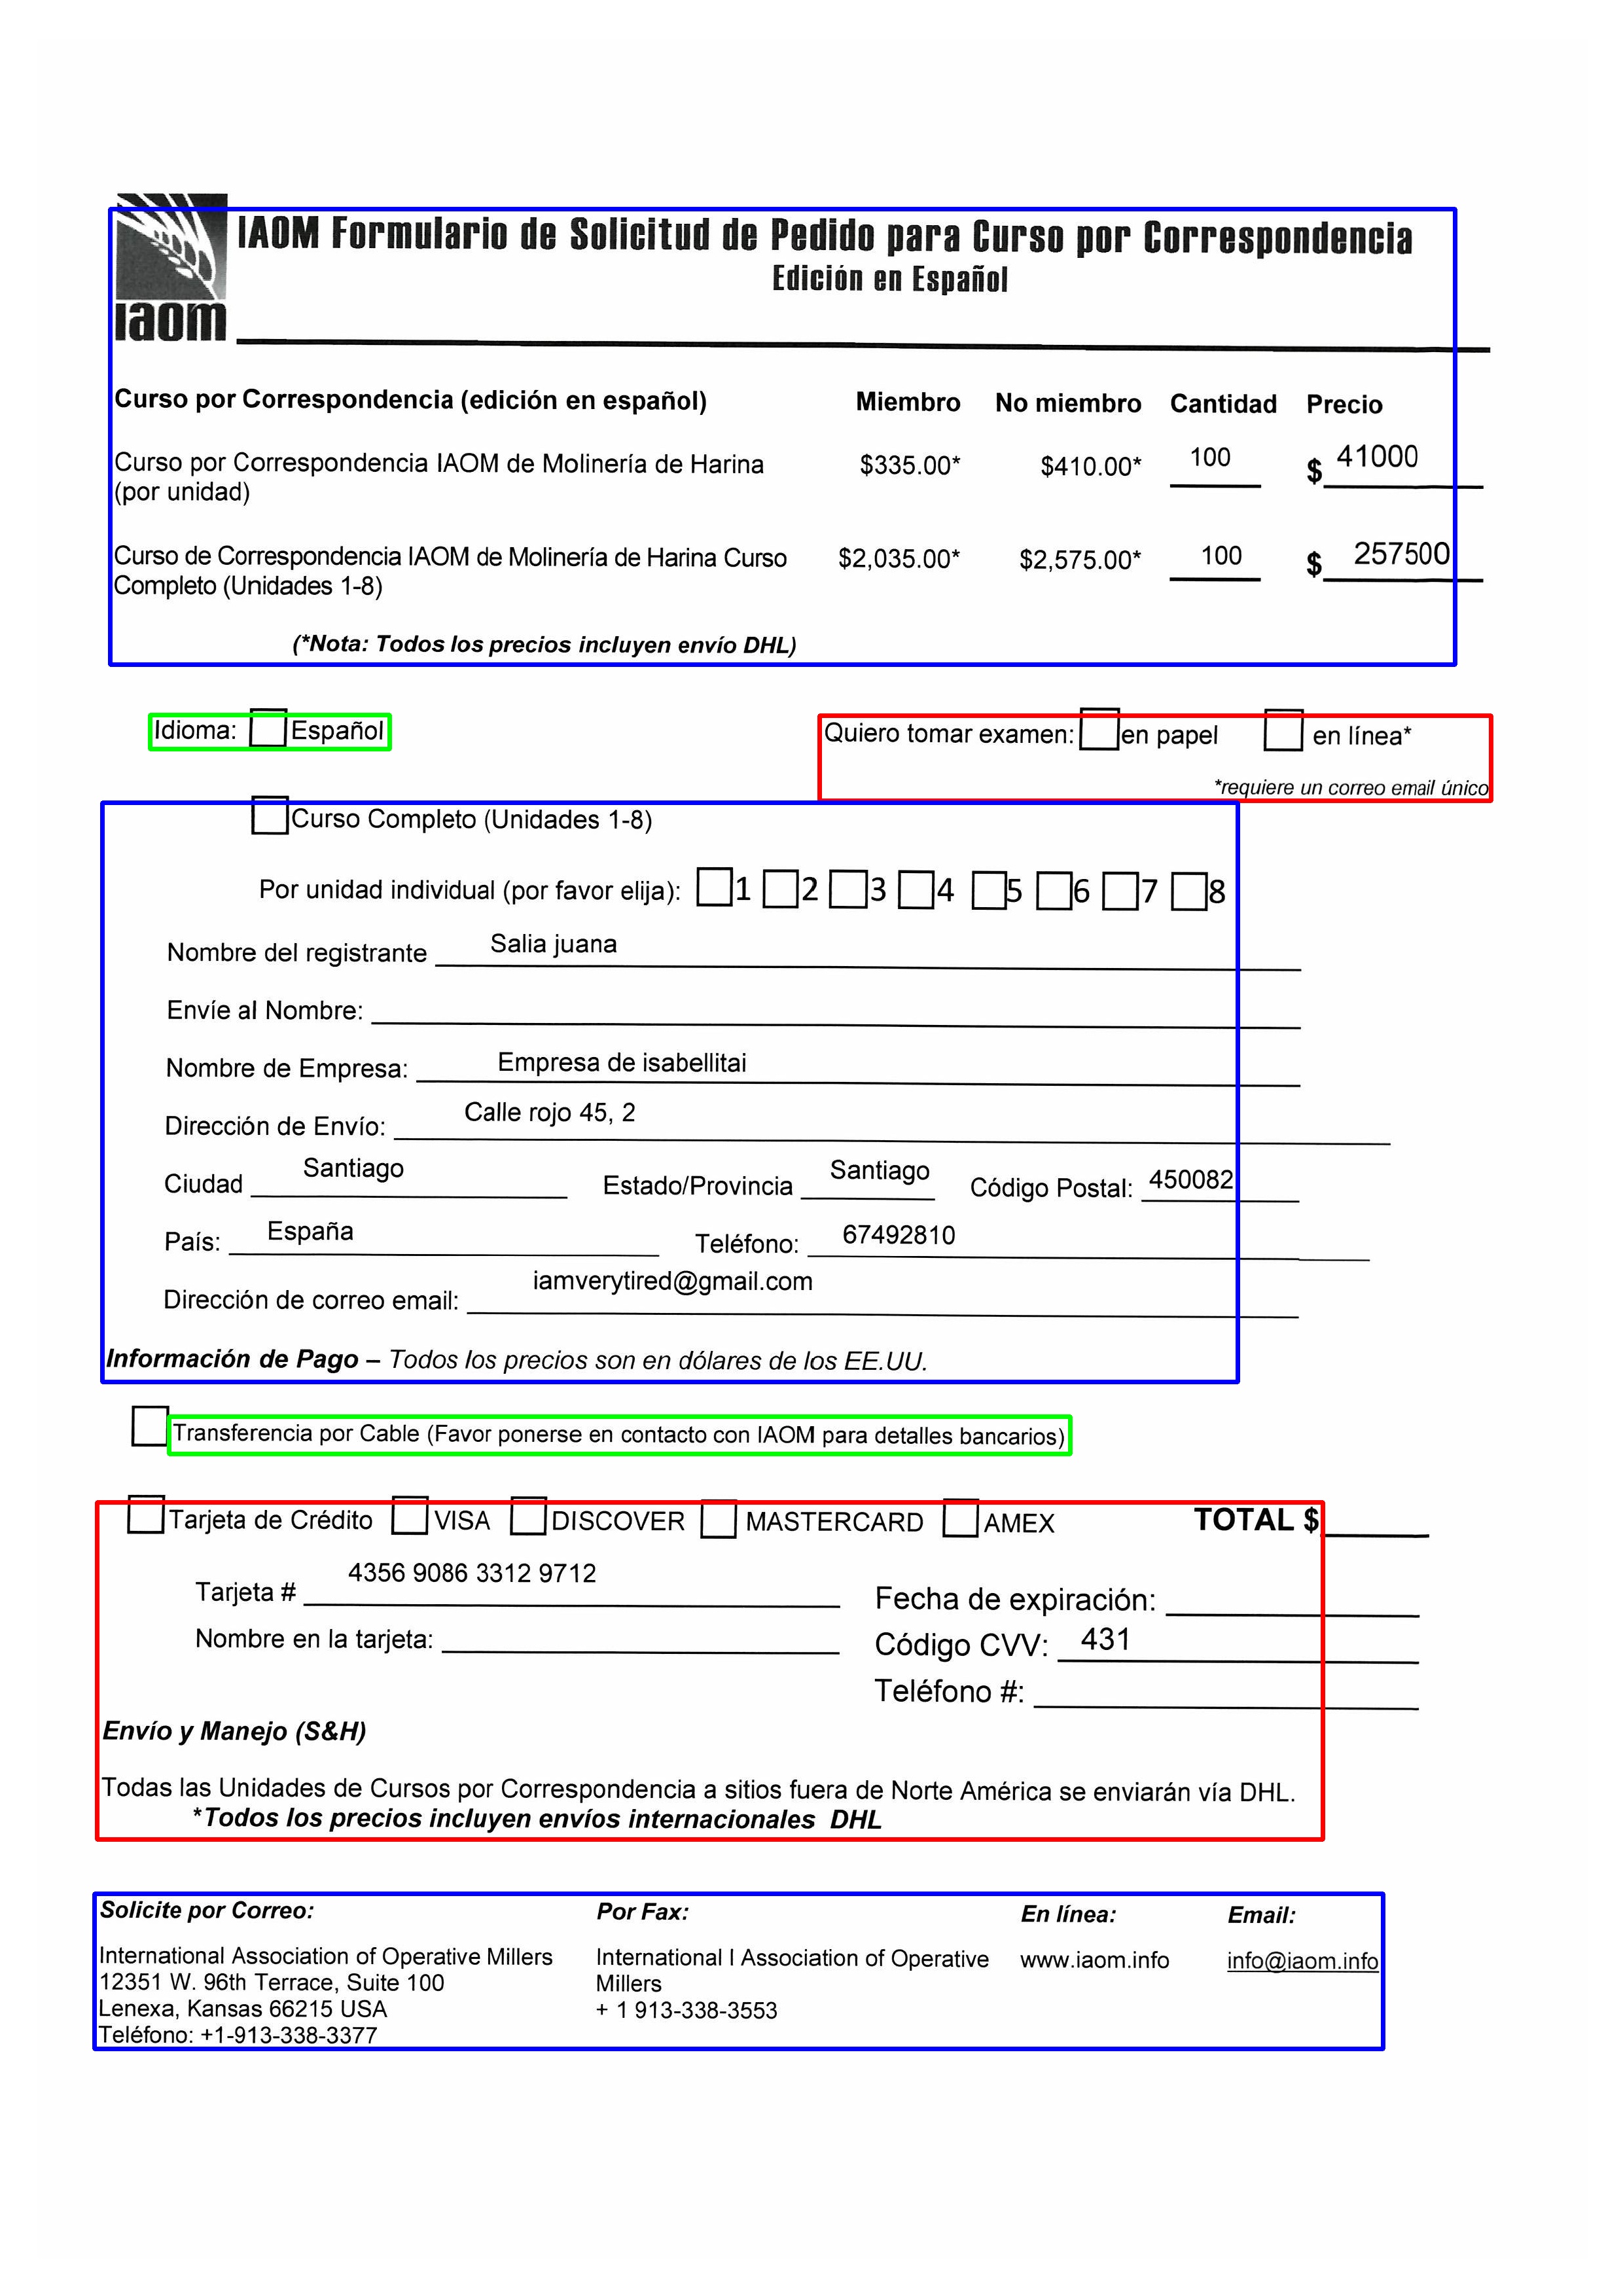 IAOM Formulario de Solicitud de Pedido para Curso por Correspondencia
Edición en Español
iaom
Curso por Correspondencia (edición en español) Miembro No miembro Cantidad Precio
Curso por Correspondencia IAOM de Molinería de Harina $335.00* $410.00* 100 $ 41000
(por unidad)
Curso de Correspondencia IAOM de Molinería de Harina Curso $2,035.00* $2,575.00* 100 $ 257500
Completo (Unidades 1-8)
(*Nota: Todos los precios incluyen envío DHL)
Idioma: Español Quiero tomar examen: en papel en línea*
*requiere un correo email único
Curso Completo (Unidades 1-8)
Por unidad individual (por favor elija): 1 2 3 4 5 6 7 8
Nombre del registrante Salia juana
Envíe al Nombre:
Nombre de Empresa: Empresa de isabellitai
Dirección de Envío: Calle rojo 45, 2
Ciudad Santiago Estado/Provincia Santiago Código Postal: 450082
País: España Teléfono: 67492810
Dirección de correo email: iamverytired@gmail.com
Información de Pago – Todos los precios son en dólares de los EE.UU.
Transferencia por Cable (Favor ponerse en contacto con IAOM para detalles bancarios)
Tarjeta de Crédito VISA DISCOVER MASTERCARD AMEX TOTAL $
Tarjeta # 4356 9086 3312 9712 Fecha de expiración:
Nombre en la tarjeta: Código CVV: 431
Teléfono #:
Envío y Manejo (S&H)
Todas las Unidades de Cursos por Correspondencia a sitios fuera de Norte América se enviarán vía DHL.
*Todos los precios incluyen envíos internacionales DHL
Solicite por Correo: Por Fax: En línea: Email:
International Association of Operative Millers International l Association of Operative www.iaom.info info@iaom.info
12351 W. 96th Terrace, Suite 100 Millers
Lenexa, Kansas 66215 USA + 1 913-338-3553
Teléfono: +1-913-338-3377